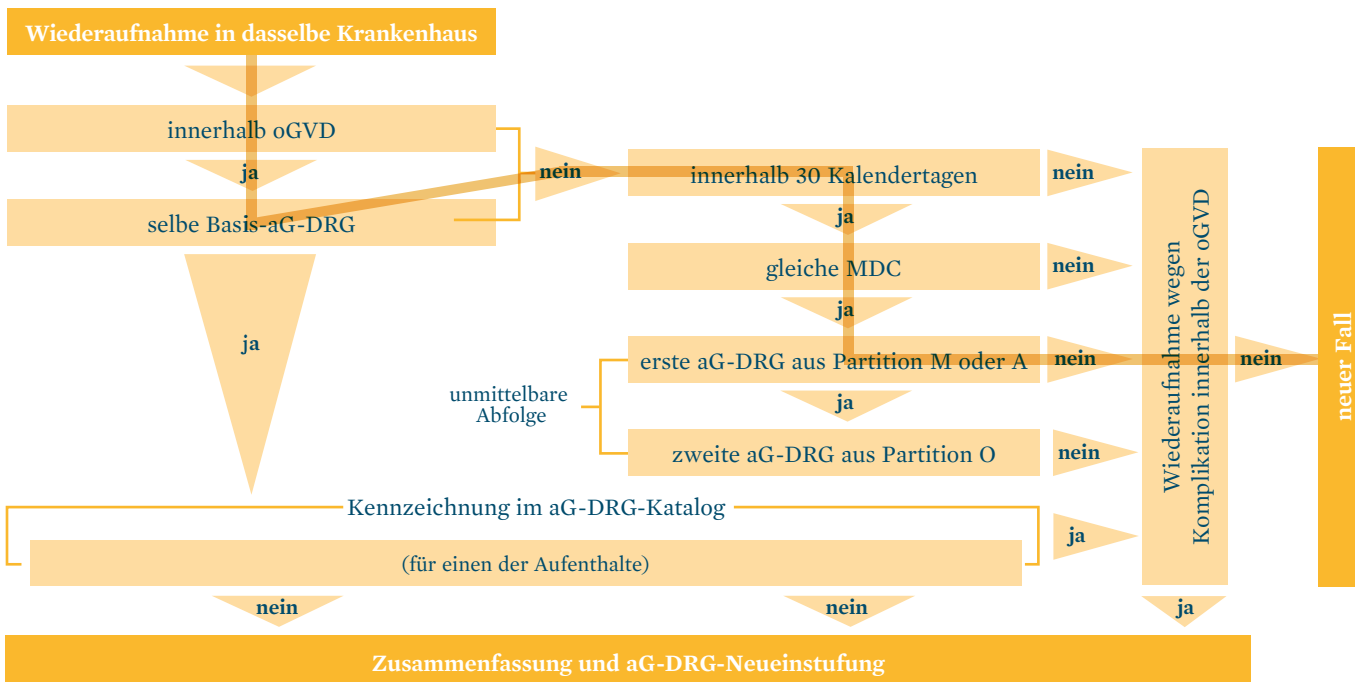 Wiederaufnahme in dasselbe Krankenhaus
innerhalb oGVD
ja
selbe Basis-aG-DRG
ja
nein
innerhalb 30 Kalendertagen
nein
ja
gleiche MDC
nein
ja
erste aG-DRG aus Partition M oder A
nein
unmittelbare
Abfolge
ja
zweite aG-DRG aus Partition O
nein
Kennzeichnung im aG-DRG-Katalog
(für einen der Aufenthalte)
ja
Wiederaufnahme wegen
Komplikation innerhalb der oGVD
nein
neuer Fall
nein
nein
ja
Zusammenfassung und aG-DRG-Neueinstufung